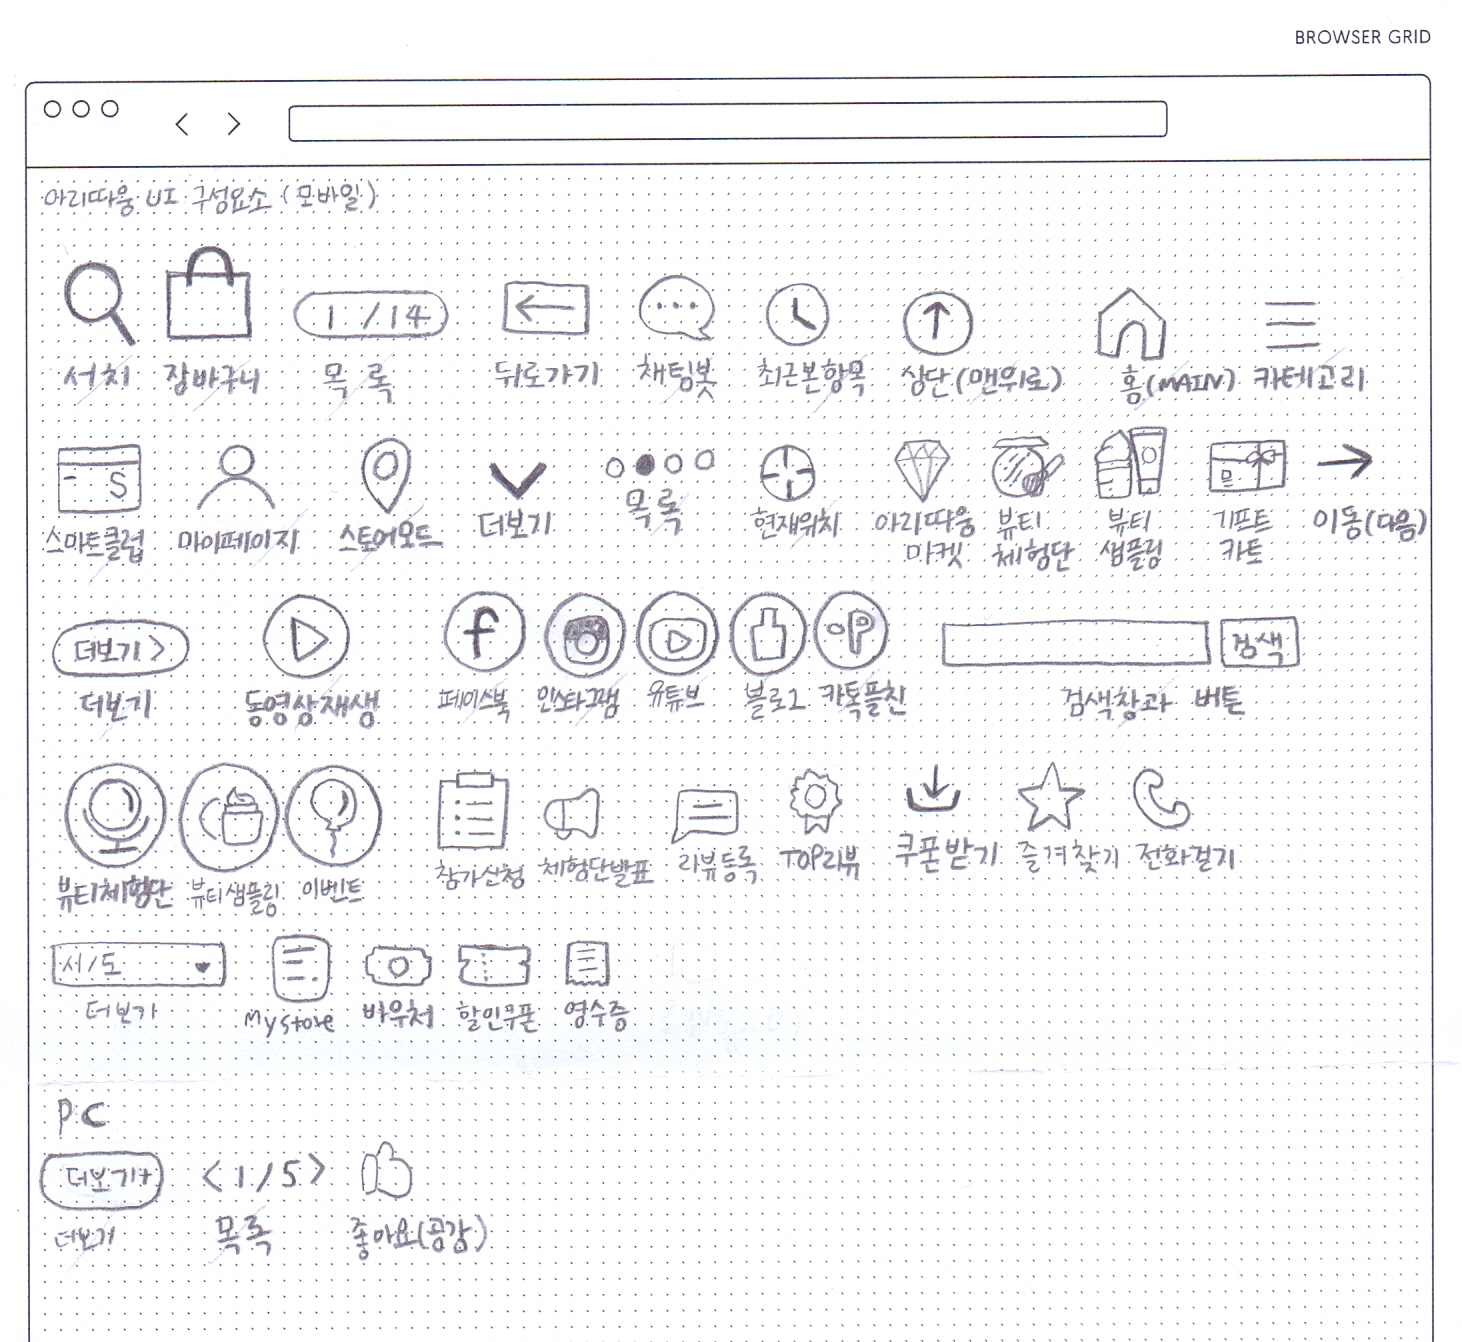 BROWSER GRID
아리따움 UI 구성요소 (모바일)
1 / 14
서치 장바구니 목록 뒤로가기 채팅봇 최근본항목 상단(맨위로) 홈(MAIN) 카테고리
S
스마트클럽 마이페이지 스토어모드 더보기 목록 현재위치 아리따움 마켓 뷰티 체험단 뷰티 샘플링 기프트 카드 이동(다음)
더보기 > f P 검색
더보기 동영상재생 페이스북 인스타그램 유튜브 블로그 카톡플친 검색창과 버튼
뷰티체험단 뷰티샘플링 이벤트 참가신청 체험단발표 리뷰등록 TOP리뷰 쿠폰받기 즐겨찾기 전화걸기
시/도
더보기 My store 바우처 할인쿠폰 영수증
PC
더보기+ < 1 / 5 >
더보기 목록 좋아요(공감)